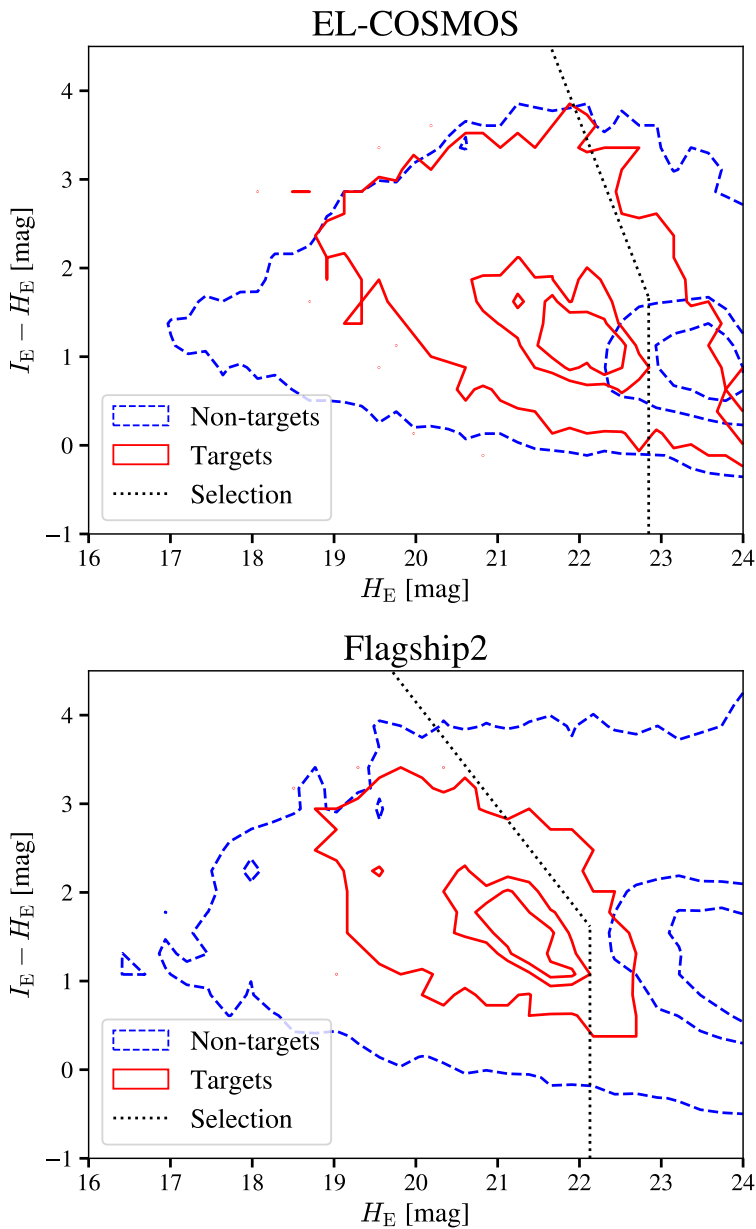 EL-COSMOS
4
3
2
1
0
−1
I_E − H_E [mag]
Non-targets
Targets
Selection
16 17 18 19 20 21 22 23 24
H_E [mag]
Flagship2
4
3
2
1
0
−1
I_E − H_E [mag]
Non-targets
Targets
Selection
16 17 18 19 20 21 22 23 24
H_E [mag]